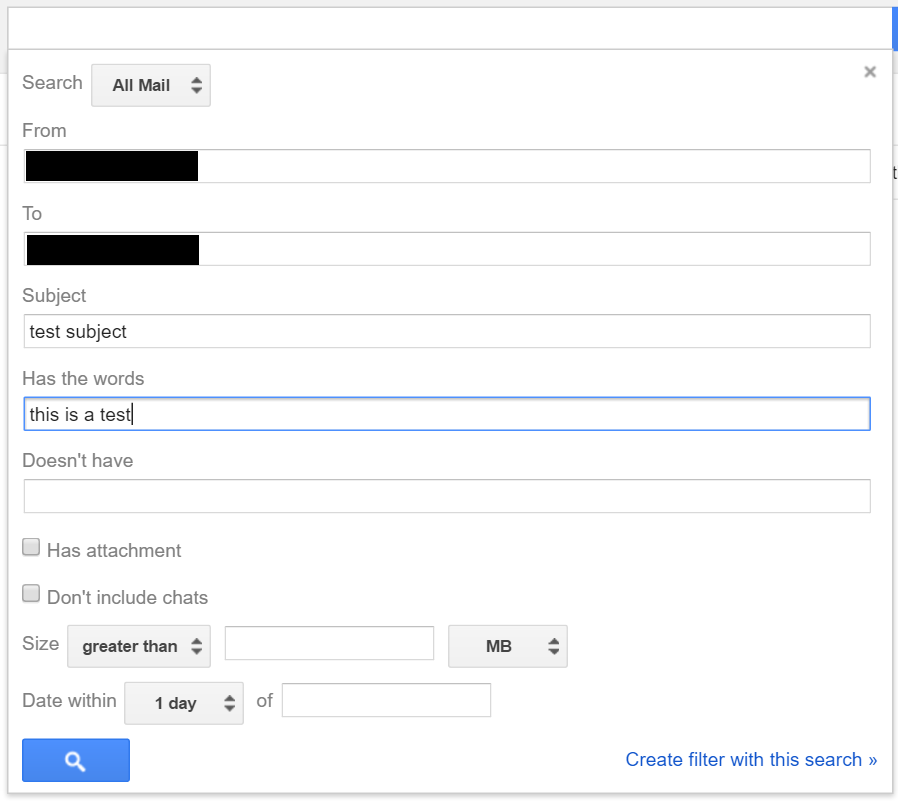 Search All Mail
From
To
Subject
test subject
Has the words
this is a test
Doesn't have
Has attachment
Don't include chats
Size greater than MB
Date within 1 day of
Create filter with this search »